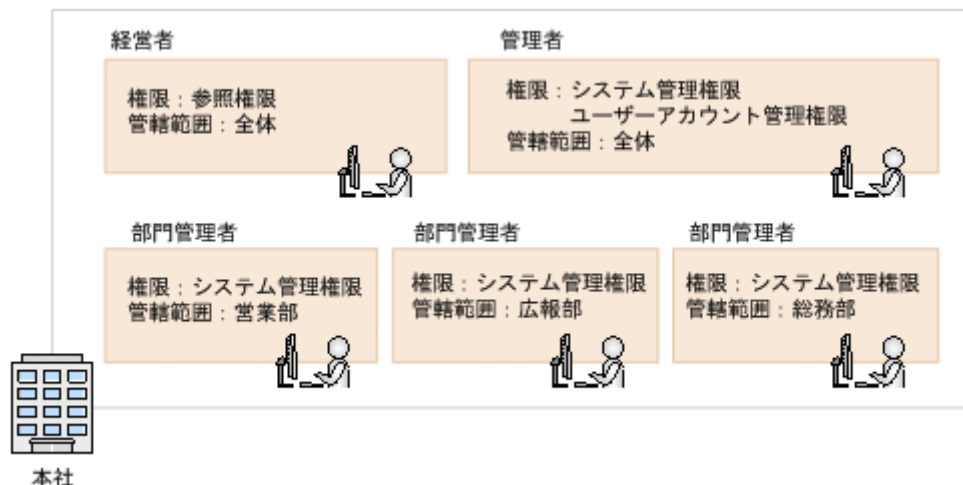 経営者
権限：参照権限
管轄範囲：全体
管理者
権限：システム管理権限
ユーザーアカウント管理権限
管轄範囲：全体
部門管理者
権限：システム管理権限
管轄範囲：営業部
部門管理者
権限：システム管理権限
管轄範囲：広報部
部門管理者
権限：システム管理権限
管轄範囲：総務部
本社